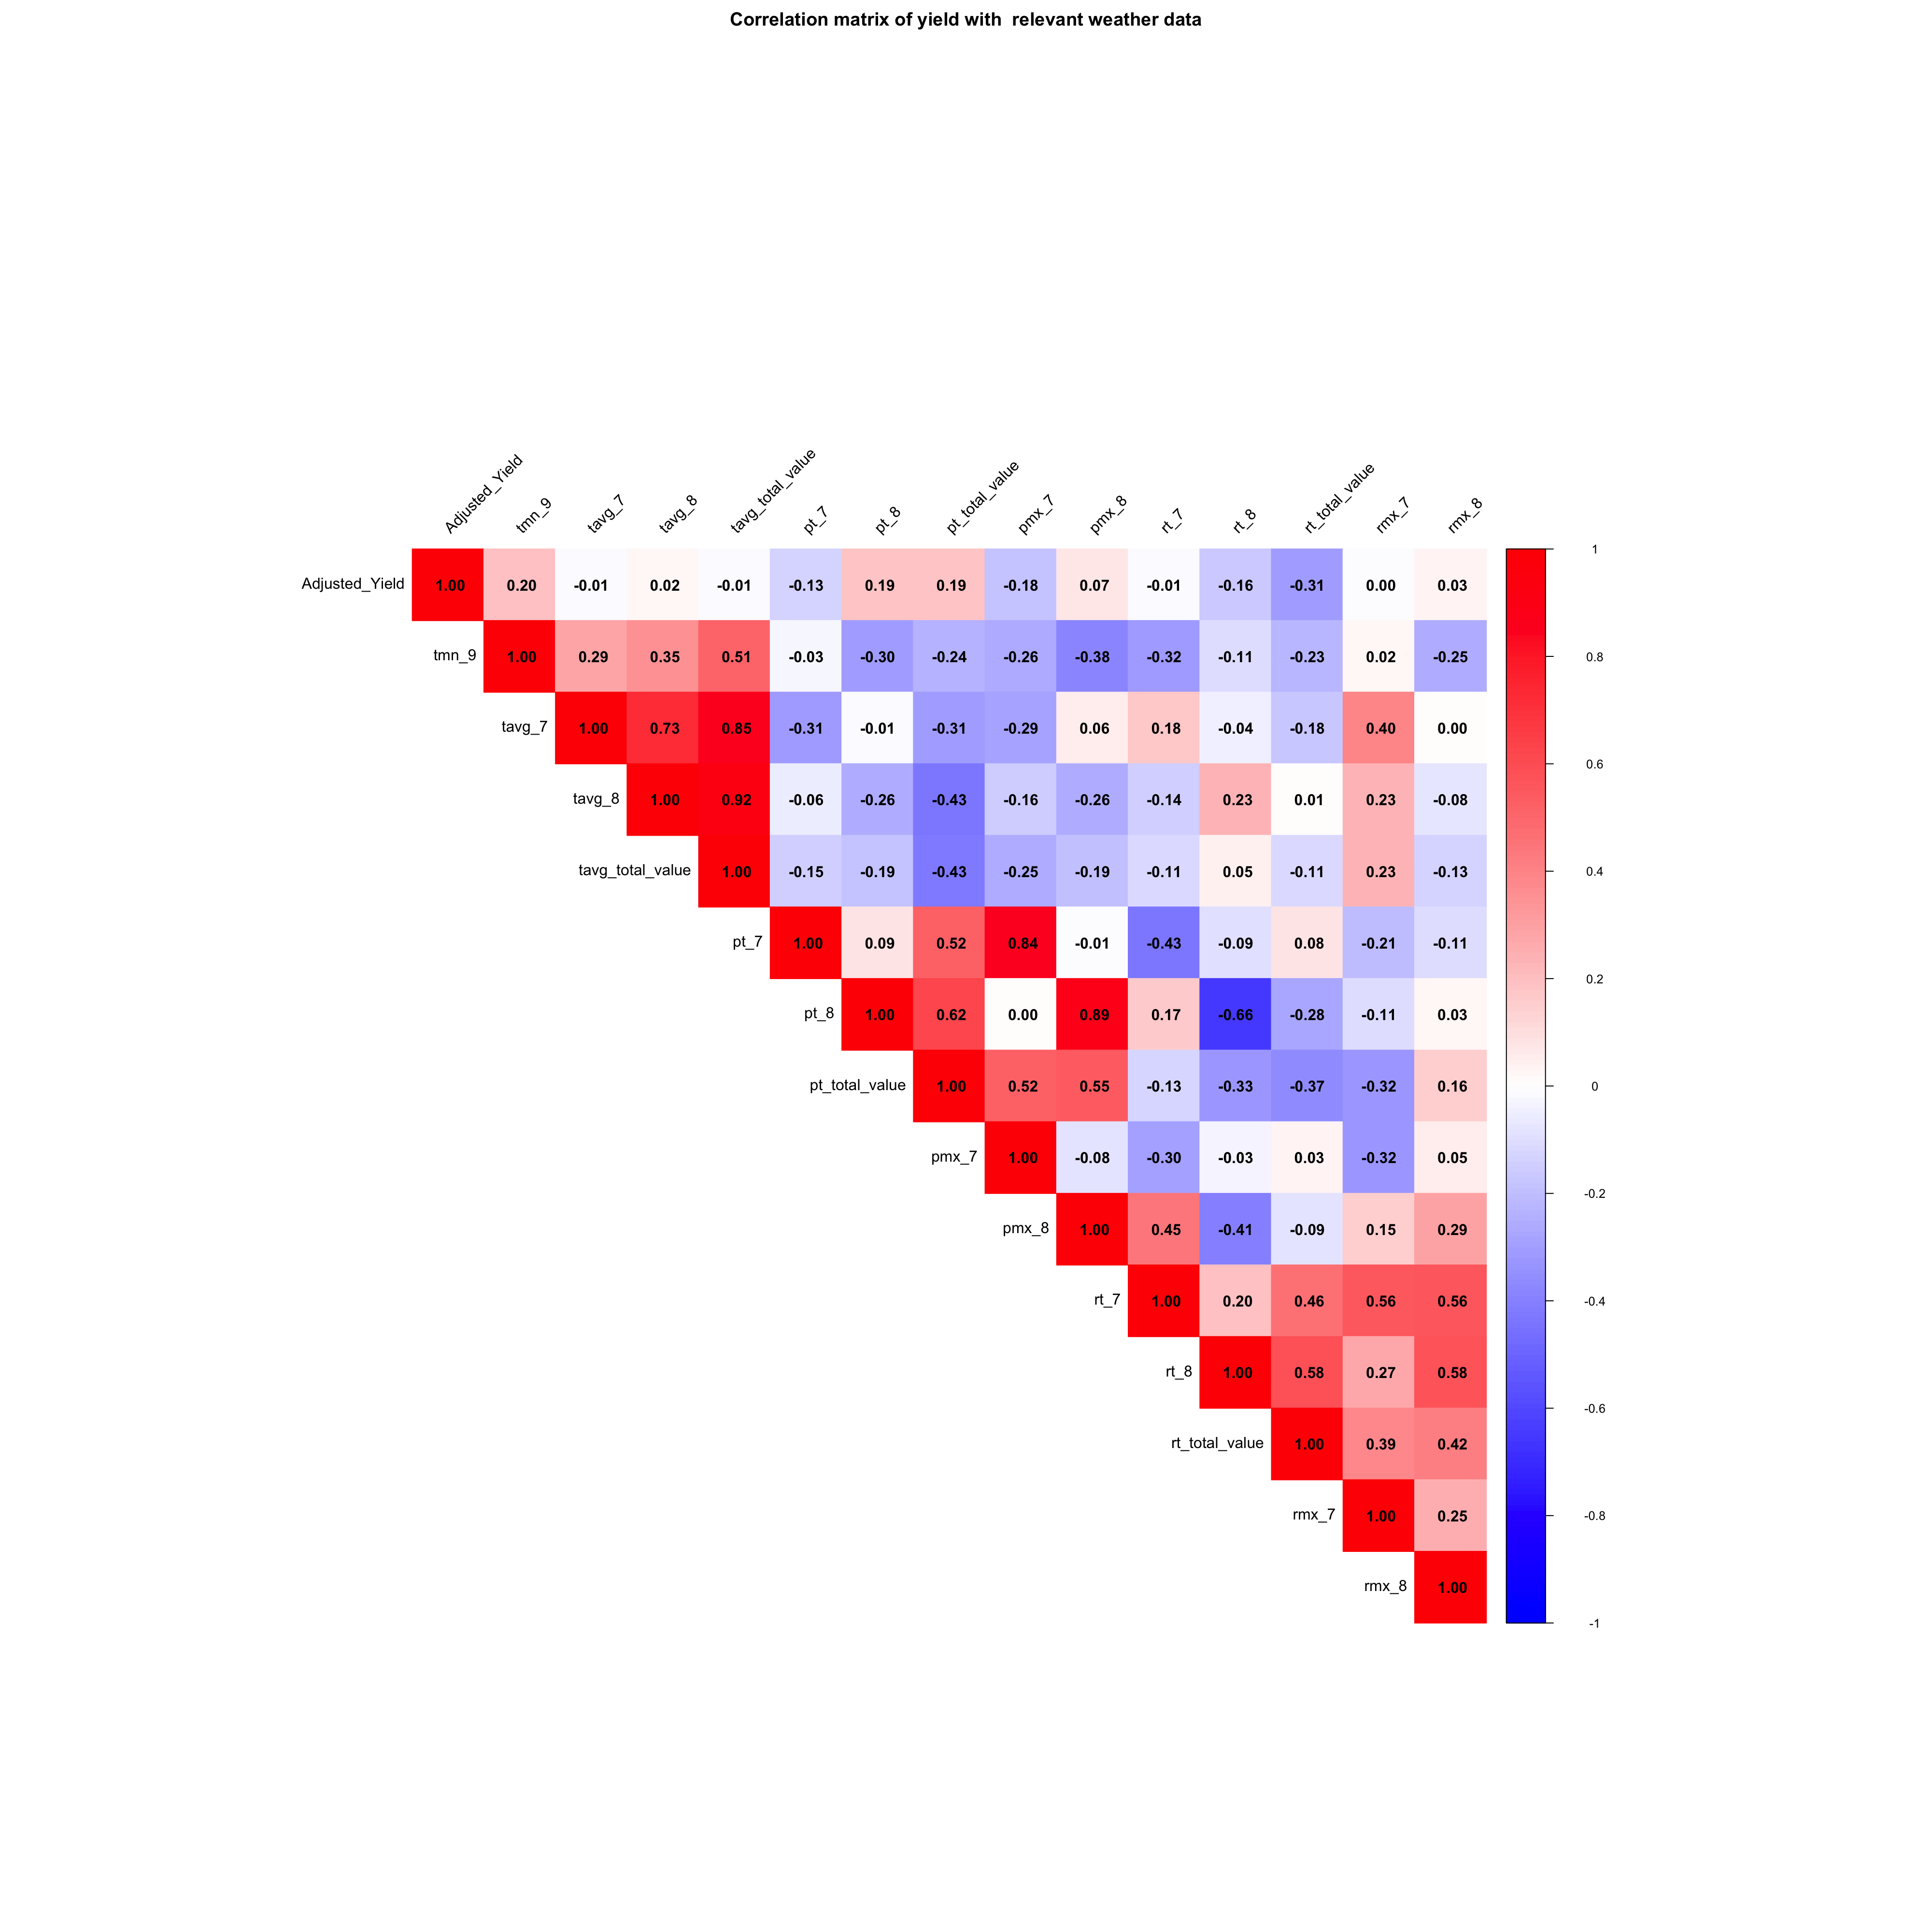 Correlation matrix of yield with  relevant weather data
Adjusted_Yield tmn_9 tavg_7 tavg_8 tavg_total_value pt_7 pt_8 pt_total_value pmx_7 pmx_8 rt_7 rt_8 rt_total_value rmx_7 rmx_8
Adjusted_Yield 1.00 0.20 -0.01 0.02 -0.01 -0.13 0.19 0.19 -0.18 0.07 -0.01 -0.16 -0.31 0.00 0.03
tmn_9 1.00 0.29 0.35 0.51 -0.03 -0.30 -0.24 -0.26 -0.38 -0.32 -0.11 -0.23 0.02 -0.25
tavg_7 1.00 0.73 0.85 -0.31 -0.01 -0.31 -0.29 0.06 0.18 -0.04 -0.18 0.40 0.00
tavg_8 1.00 0.92 -0.06 -0.26 -0.43 -0.16 -0.26 -0.14 0.23 0.01 0.23 -0.08
tavg_total_value 1.00 -0.15 -0.19 -0.43 -0.25 -0.19 -0.11 0.05 -0.11 0.23 -0.13
pt_7 1.00 0.09 0.52 0.84 -0.01 -0.43 -0.09 0.08 -0.21 -0.11
pt_8 1.00 0.62 0.00 0.89 0.17 -0.66 -0.28 -0.11 0.03
pt_total_value 1.00 0.52 0.55 -0.13 -0.33 -0.37 -0.32 0.16
pmx_7 1.00 -0.08 -0.30 -0.03 0.03 -0.32 0.05
pmx_8 1.00 0.45 -0.41 -0.09 0.15 0.29
rt_7 1.00 0.20 0.46 0.56 0.56
rt_8 1.00 0.58 0.27 0.58
rt_total_value 1.00 0.39 0.42
rmx_7 1.00 0.25
rmx_8 1.00
1
0.8
0.6
0.4
0.2
0
-0.2
-0.4
-0.6
-0.8
-1